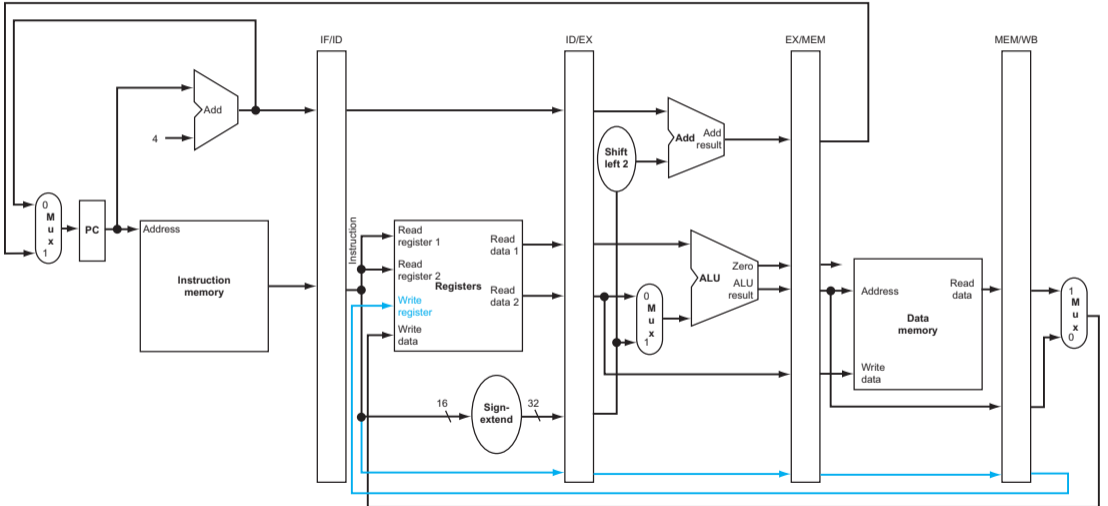 IF/ID
ID/EX
EX/MEM
MEM/WB
Add
4
Shift
left 2
Add
Add
result
0
M
u
x
1
PC
Address
Instruction
memory
Instruction
Read
register 1
Read
register 2
Write
register
Write
data
Registers
Read
data 1
Read
data 2
0
M
u
x
1
ALU
Zero
ALU
result
Address
Read
data
Data
memory
Write
data
1
M
u
x
0
16
Sign-
extend
32